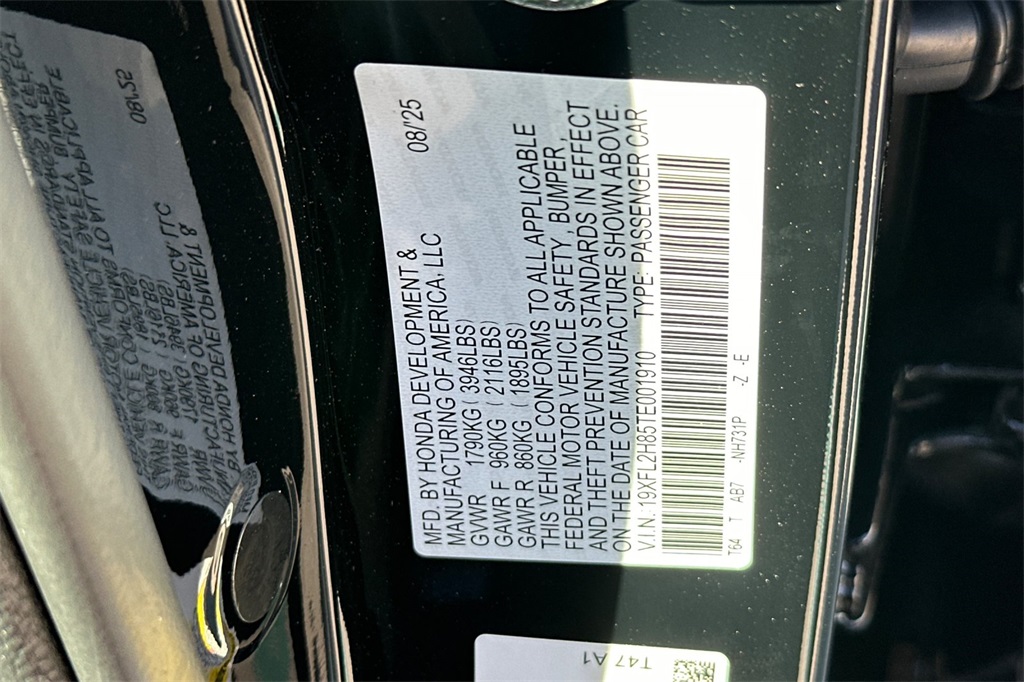 MFD. BY HONDA DEVELOPMENT & 08/'25
MANUFACTURING OF AMERICA, LLC
GVWR 1790KG ( 3946LBS)
GAWR F 960KG ( 2116LBS)
GAWR R 860KG ( 1895LBS)
THIS VEHICLE CONFORMS TO ALL APPLICABLE
FEDERAL MOTOR VEHICLE SAFETY, BUMPER,
AND THEFT PREVENTION STANDARDS IN EFFECT
ON THE DATE OF MANUFACTURE SHOWN ABOVE.
V.I.N.: 19XFL2H85TE001910 TYPE: PASSENGER CAR
T64 T AB7 -NH731P -Z -E
T47 A1